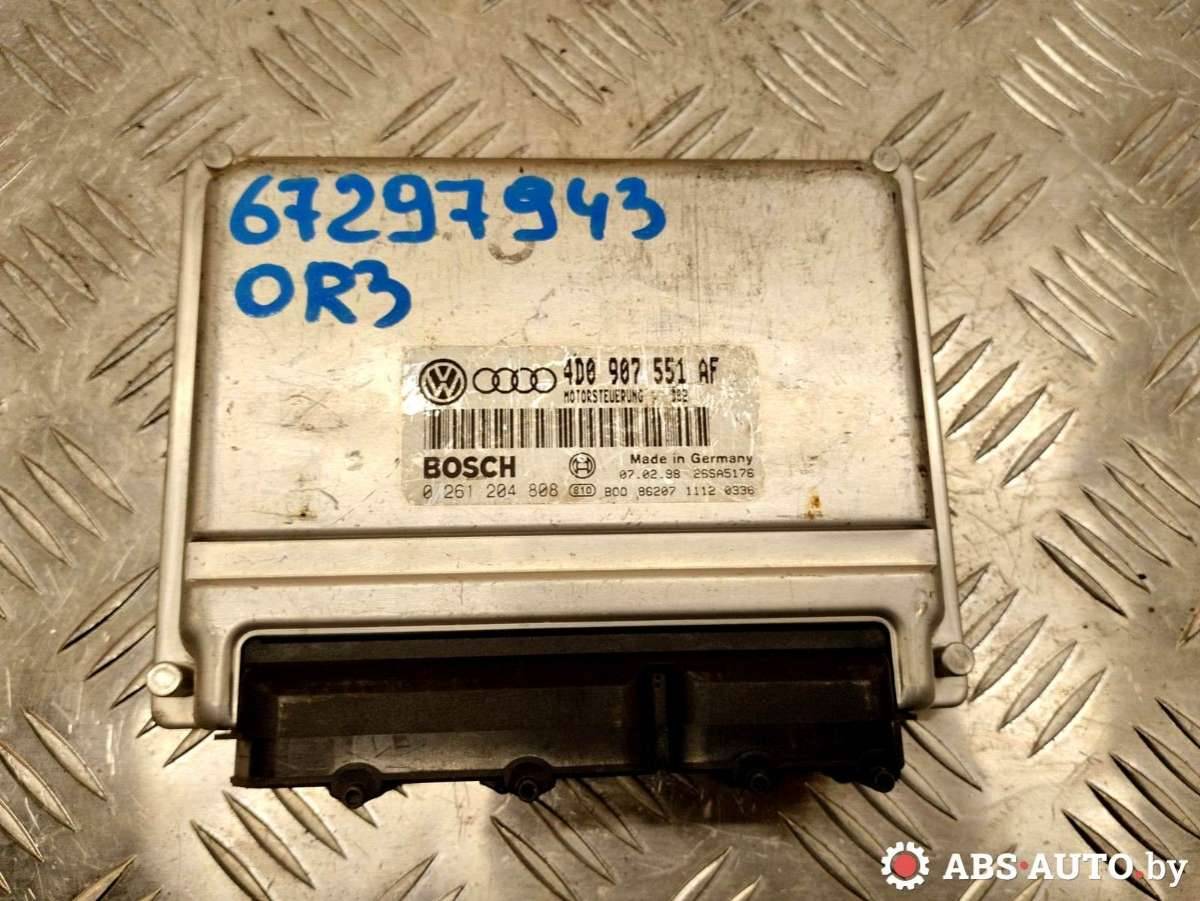 67297943
OR3
4D0 907 551 AF
MOTORSTEUERUNG
BOSCH
Made in Germany
07.02.98 26SA5176
0 261 204 808 BOO 86207 1112 0336
ABS·AUTO.by